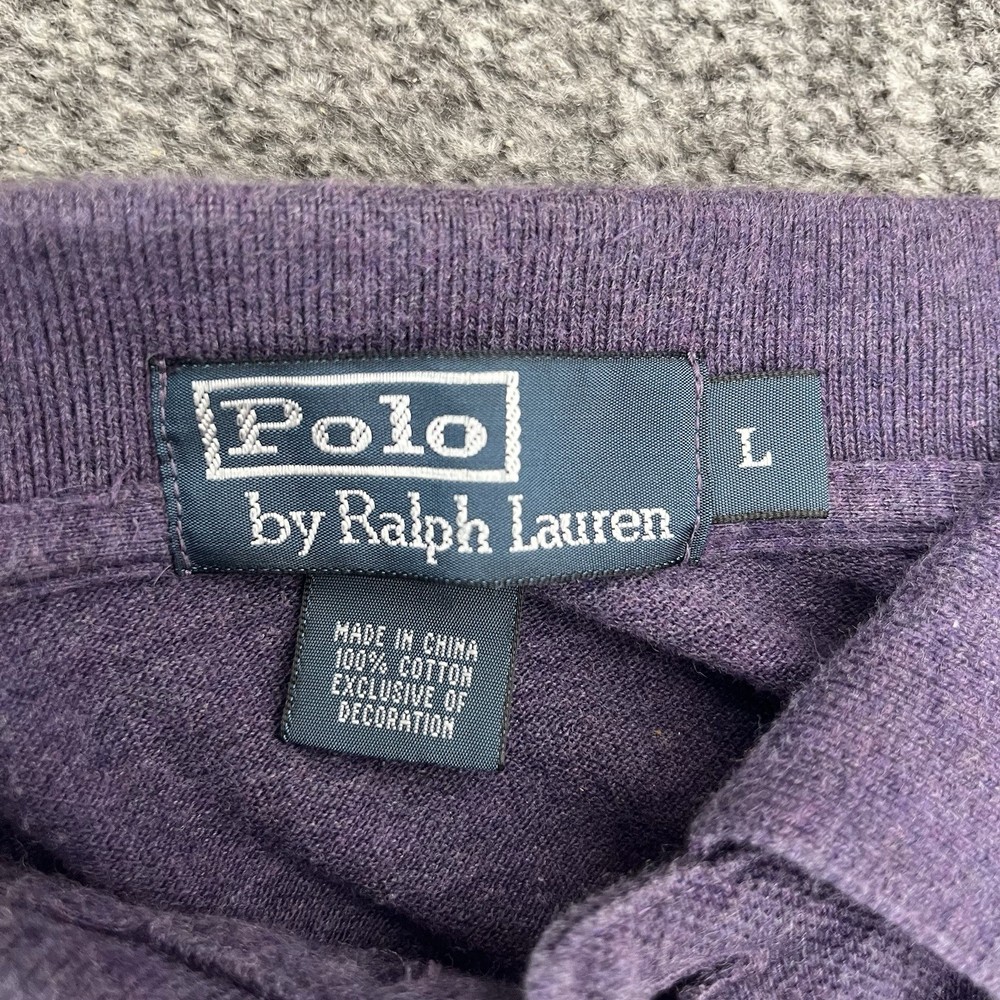 Polo
by Ralph Lauren
L
MADE IN CHINA
100% COTTON
EXCLUSIVE OF
DECORATION